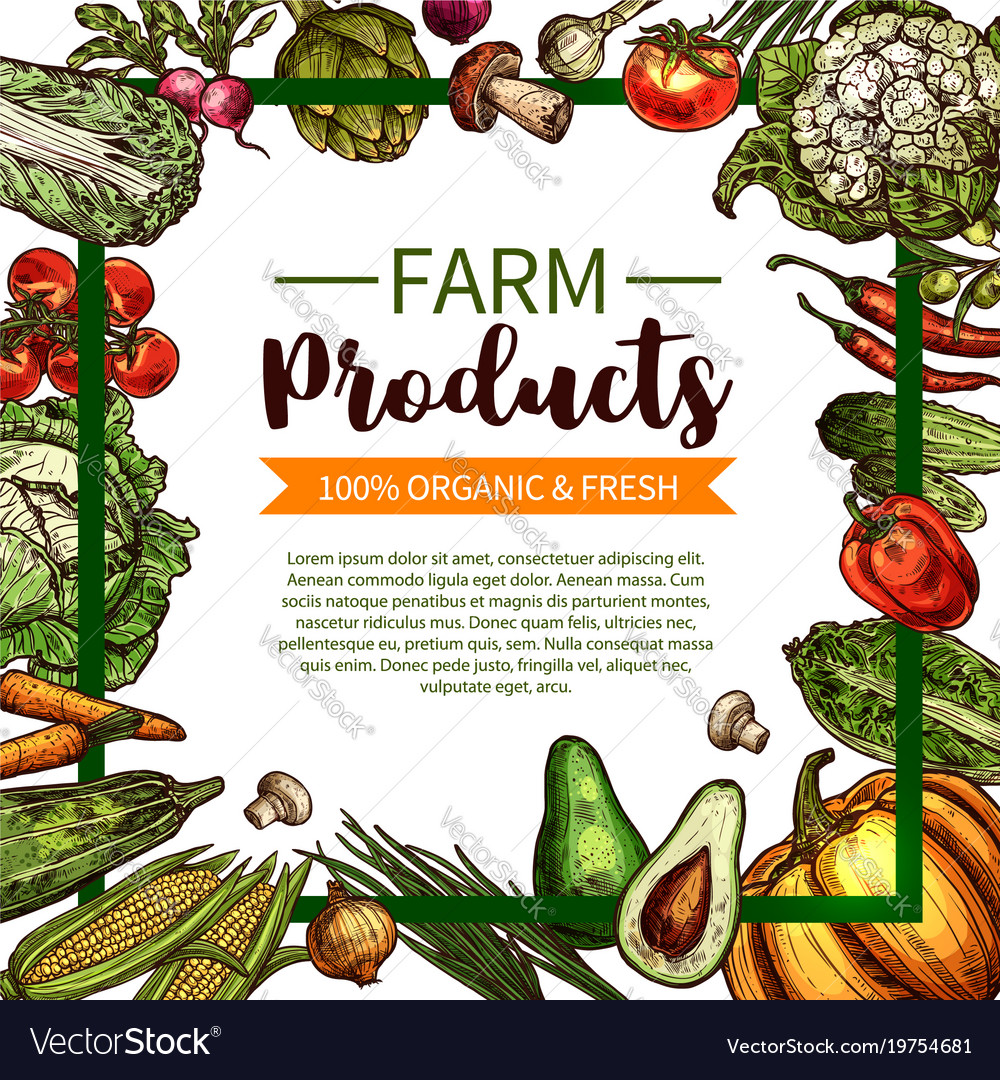 FARM
Products
100% ORGANIC & FRESH
Lorem ipsum dolor sit amet, consectetuer adipiscing elit.
Aenean commodo ligula eget dolor. Aenean massa. Cum
sociis natoque penatibus et magnis dis parturient montes,
nascetur ridiculus mus. Donec quam felis, ultricies nec,
pellentesque eu, pretium quis, sem. Nulla consequat massa
quis enim. Donec pede justo, fringilla vel, aliquet nec,
vulputate eget, arcu.
VectorStock®
VectorStock.com/19754681